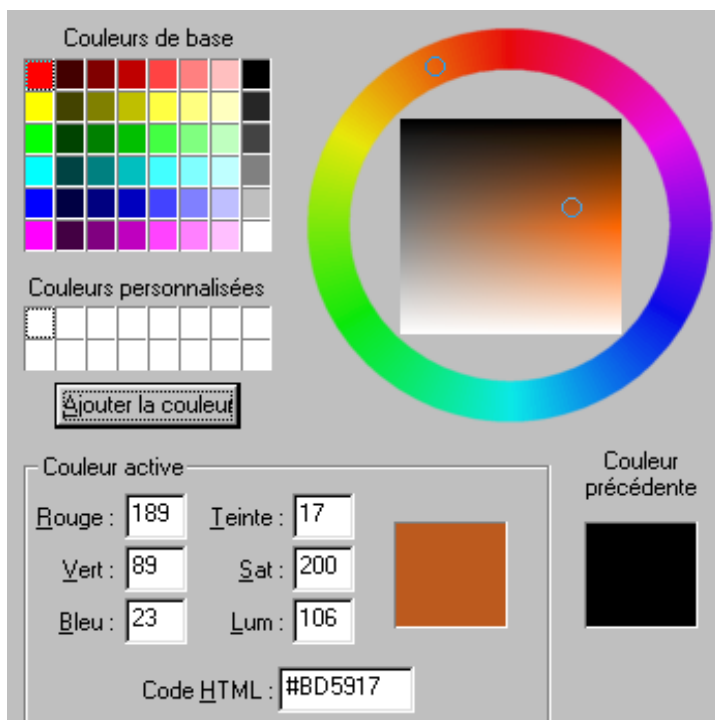 Couleurs de base
Couleurs personnalisées
Ajouter la couleur
Couleur active
Rouge : 189 Teinte : 17
Vert : 89 Sat : 200
Bleu : 23 Lum : 106
Code HTML : #BD5917
Couleur
précédente